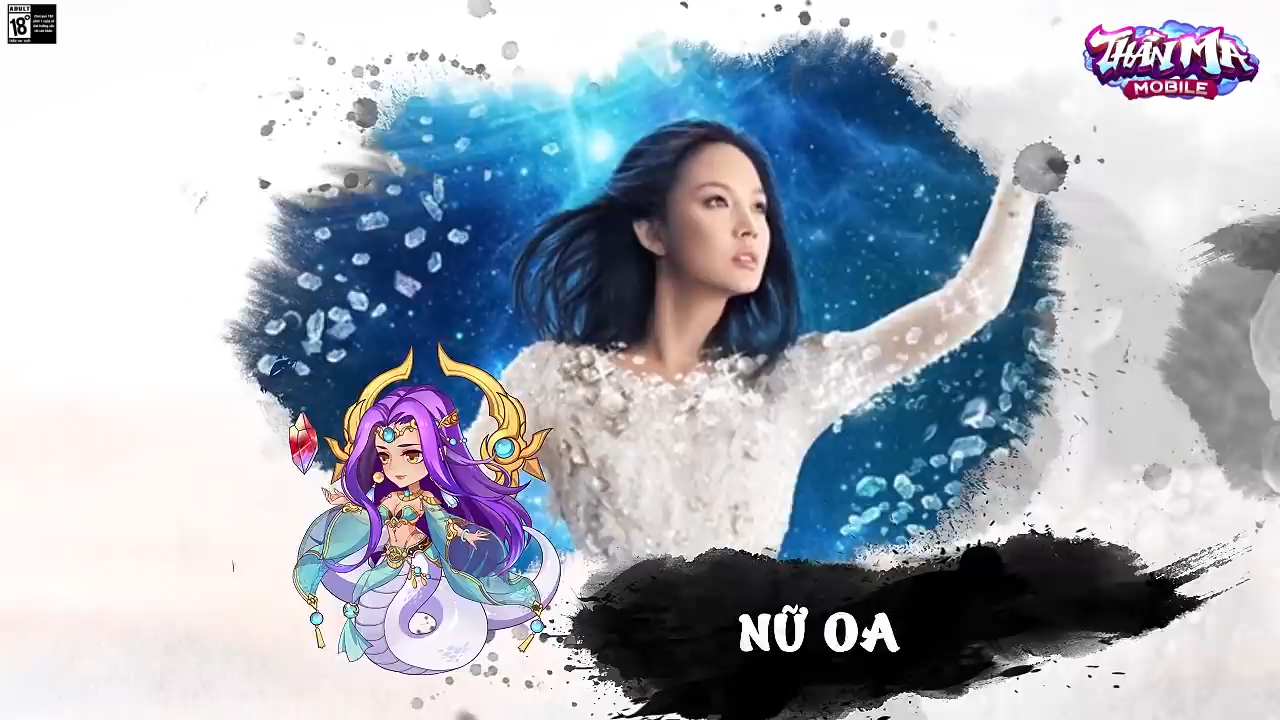 ADULT
18+
THẦN MA
MOBILE
NỮ OA